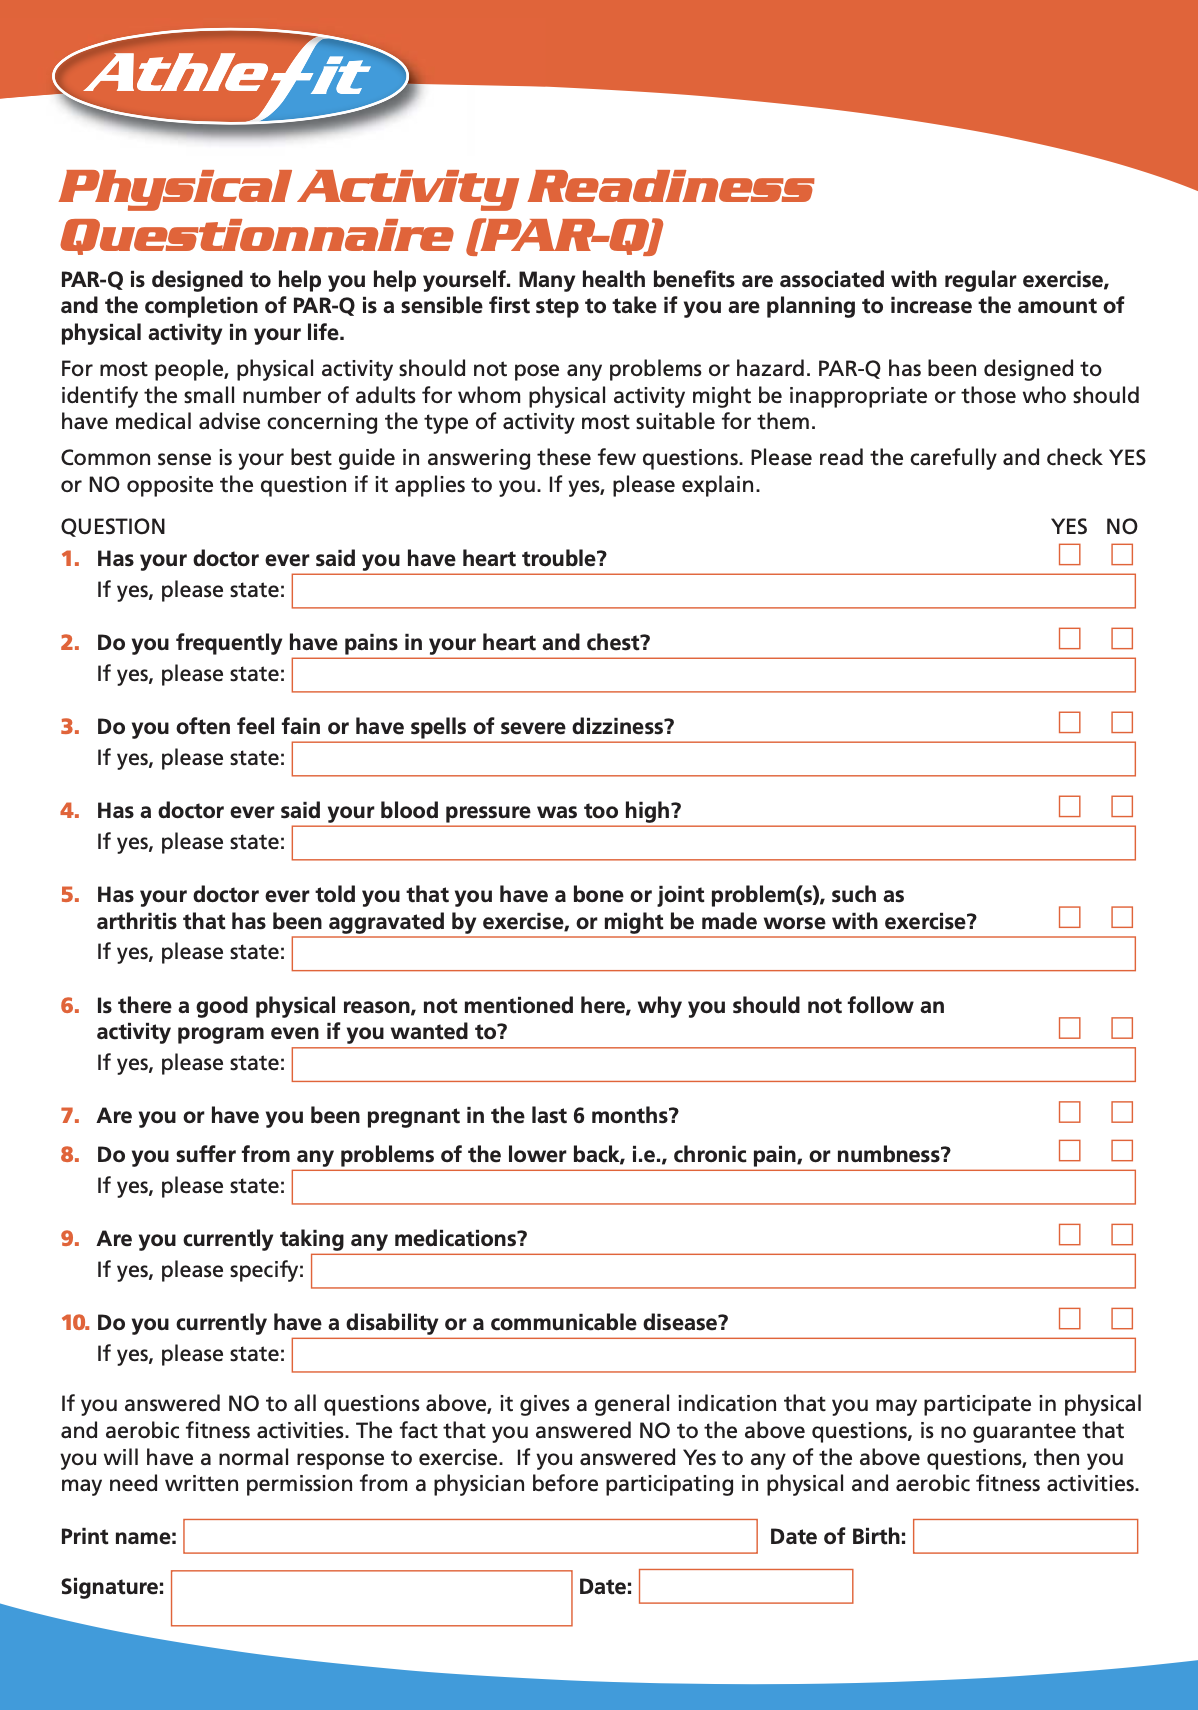 Athlefit
Physical Activity Readiness
Questionnaire (PAR-Q)
PAR-Q is designed to help you help yourself. Many health benefits are associated with regular exercise,
and the completion of PAR-Q is a sensible first step to take if you are planning to increase the amount of
physical activity in your life.
For most people, physical activity should not pose any problems or hazard. PAR-Q has been designed to
identify the small number of adults for whom physical activity might be inappropriate or those who should
have medical advise concerning the type of activity most suitable for them.
Common sense is your best guide in answering these few questions. Please read the carefully and check YES
or NO opposite the question if it applies to you. If yes, please explain.
QUESTION YES NO
1. Has your doctor ever said you have heart trouble?
If yes, please state:
2. Do you frequently have pains in your heart and chest?
If yes, please state:
3. Do you often feel fain or have spells of severe dizziness?
If yes, please state:
4. Has a doctor ever said your blood pressure was too high?
If yes, please state:
5. Has your doctor ever told you that you have a bone or joint problem(s), such as
arthritis that has been aggravated by exercise, or might be made worse with exercise?
If yes, please state:
6. Is there a good physical reason, not mentioned here, why you should not follow an
activity program even if you wanted to?
If yes, please state:
7. Are you or have you been pregnant in the last 6 months?
8. Do you suffer from any problems of the lower back, i.e., chronic pain, or numbness?
If yes, please state:
9. Are you currently taking any medications?
If yes, please specify:
10. Do you currently have a disability or a communicable disease?
If yes, please state:
If you answered NO to all questions above, it gives a general indication that you may participate in physical
and aerobic fitness activities. The fact that you answered NO to the above questions, is no guarantee that
you will have a normal response to exercise. If you answered Yes to any of the above questions, then you
may need written permission from a physician before participating in physical and aerobic fitness activities.
Print name: Date of Birth:
Signature: Date: